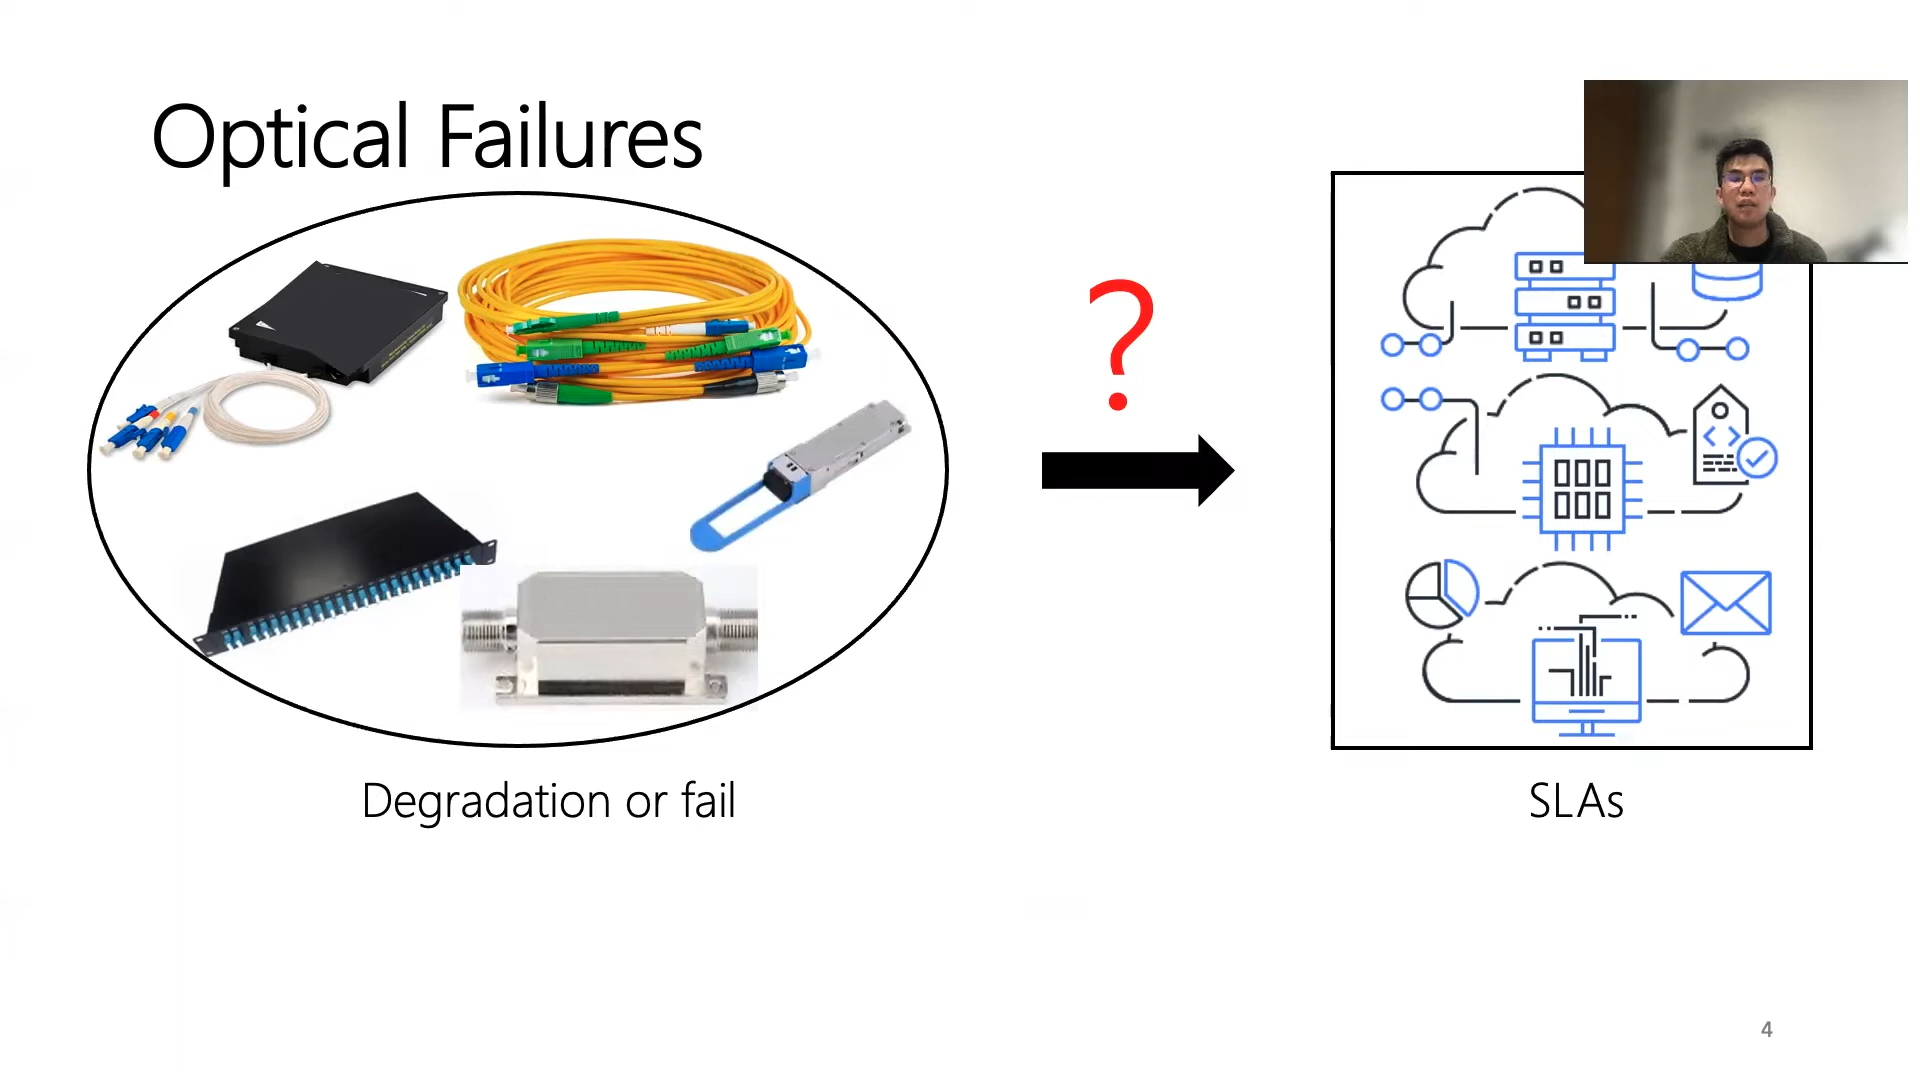 Optical Failures
?
Degradation or fail
SLAs
4